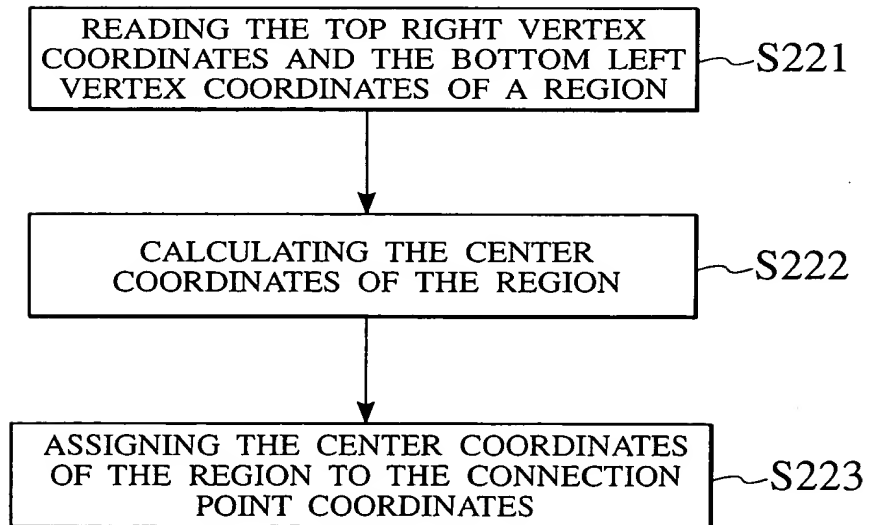 READING THE TOP RIGHT VERTEX
COORDINATES AND THE BOTTOM LEFT
VERTEX COORDINATES OF A REGION
S221
CALCULATING THE CENTER
COORDINATES OF THE REGION
S222
ASSIGNING THE CENTER COORDINATES
OF THE REGION TO THE CONNECTION
POINT COORDINATES
S223